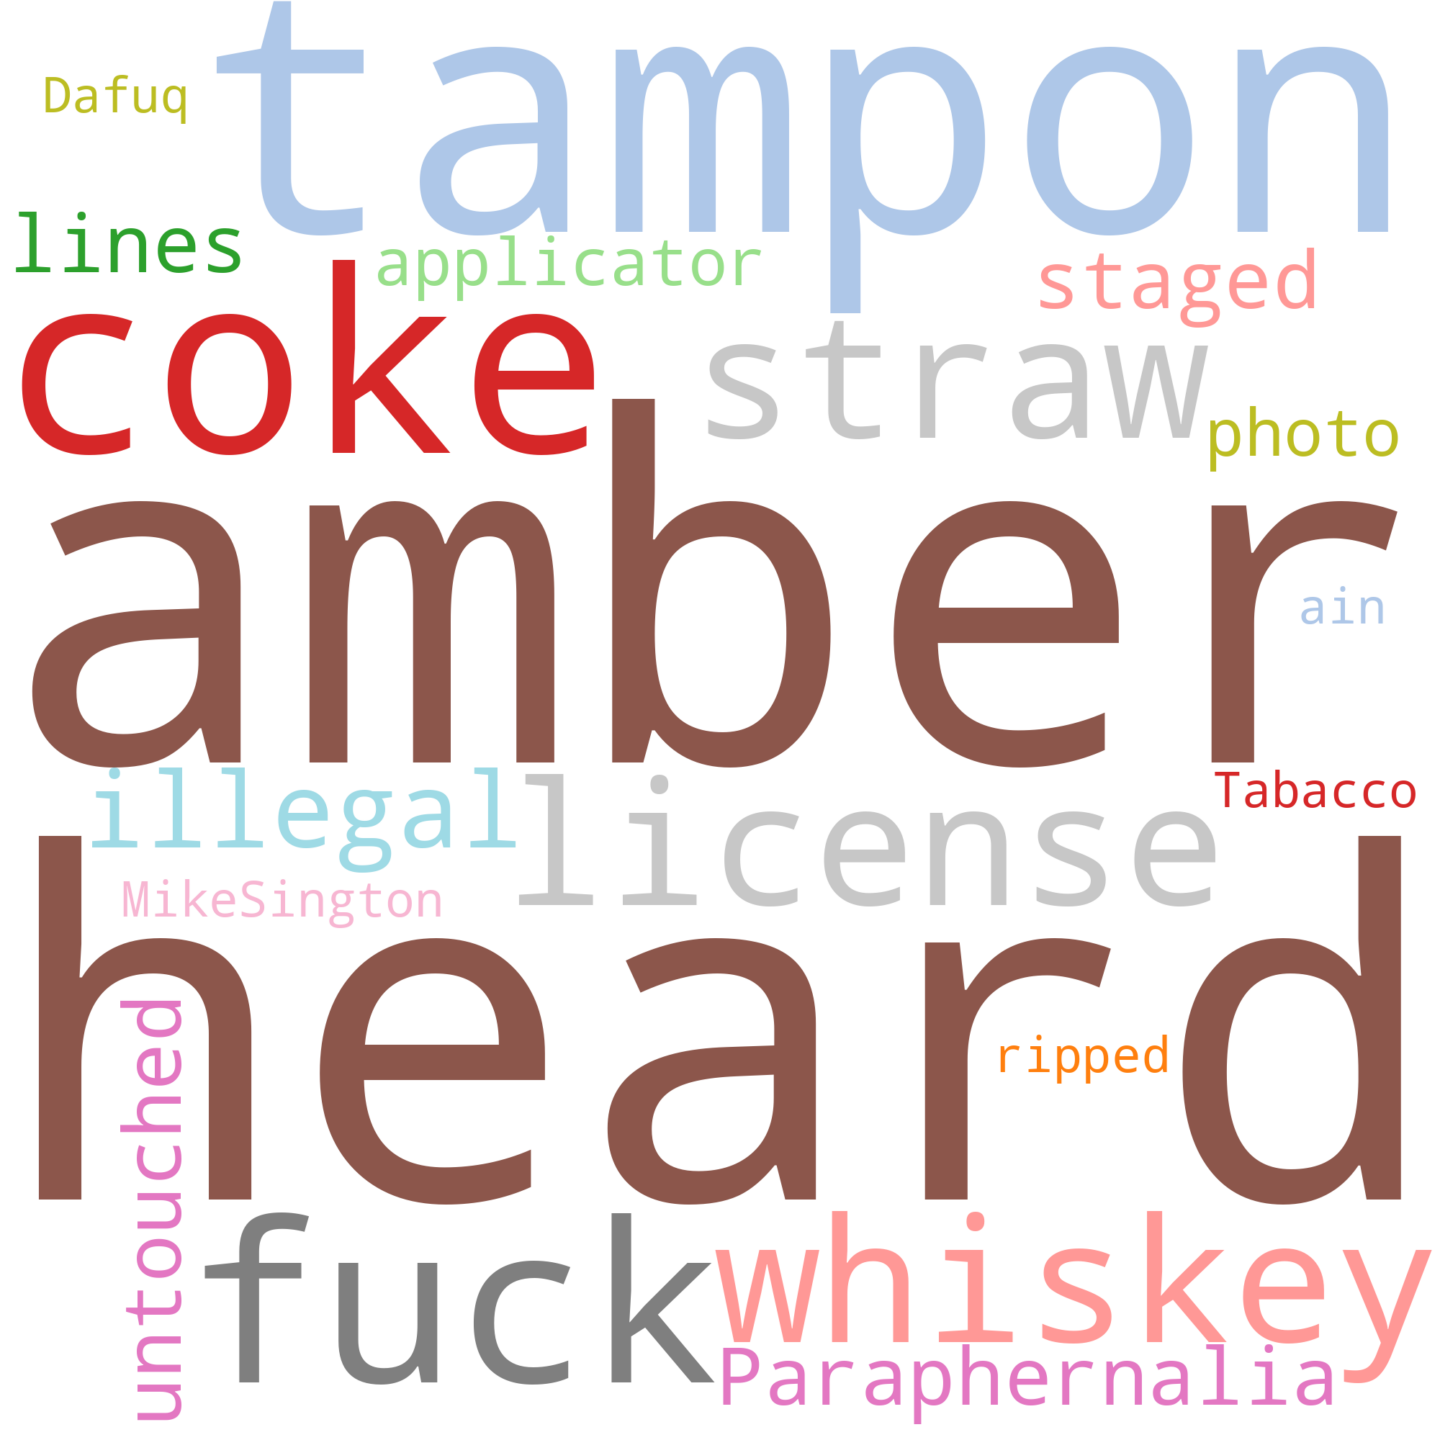 tampon
Dafuq
lines
applicator
staged
coke
straw
photo
amber
ain
illegal
license
Tabacco
MikeSington
heard
untouched
ripped
fuck
whiskey
Paraphernalia